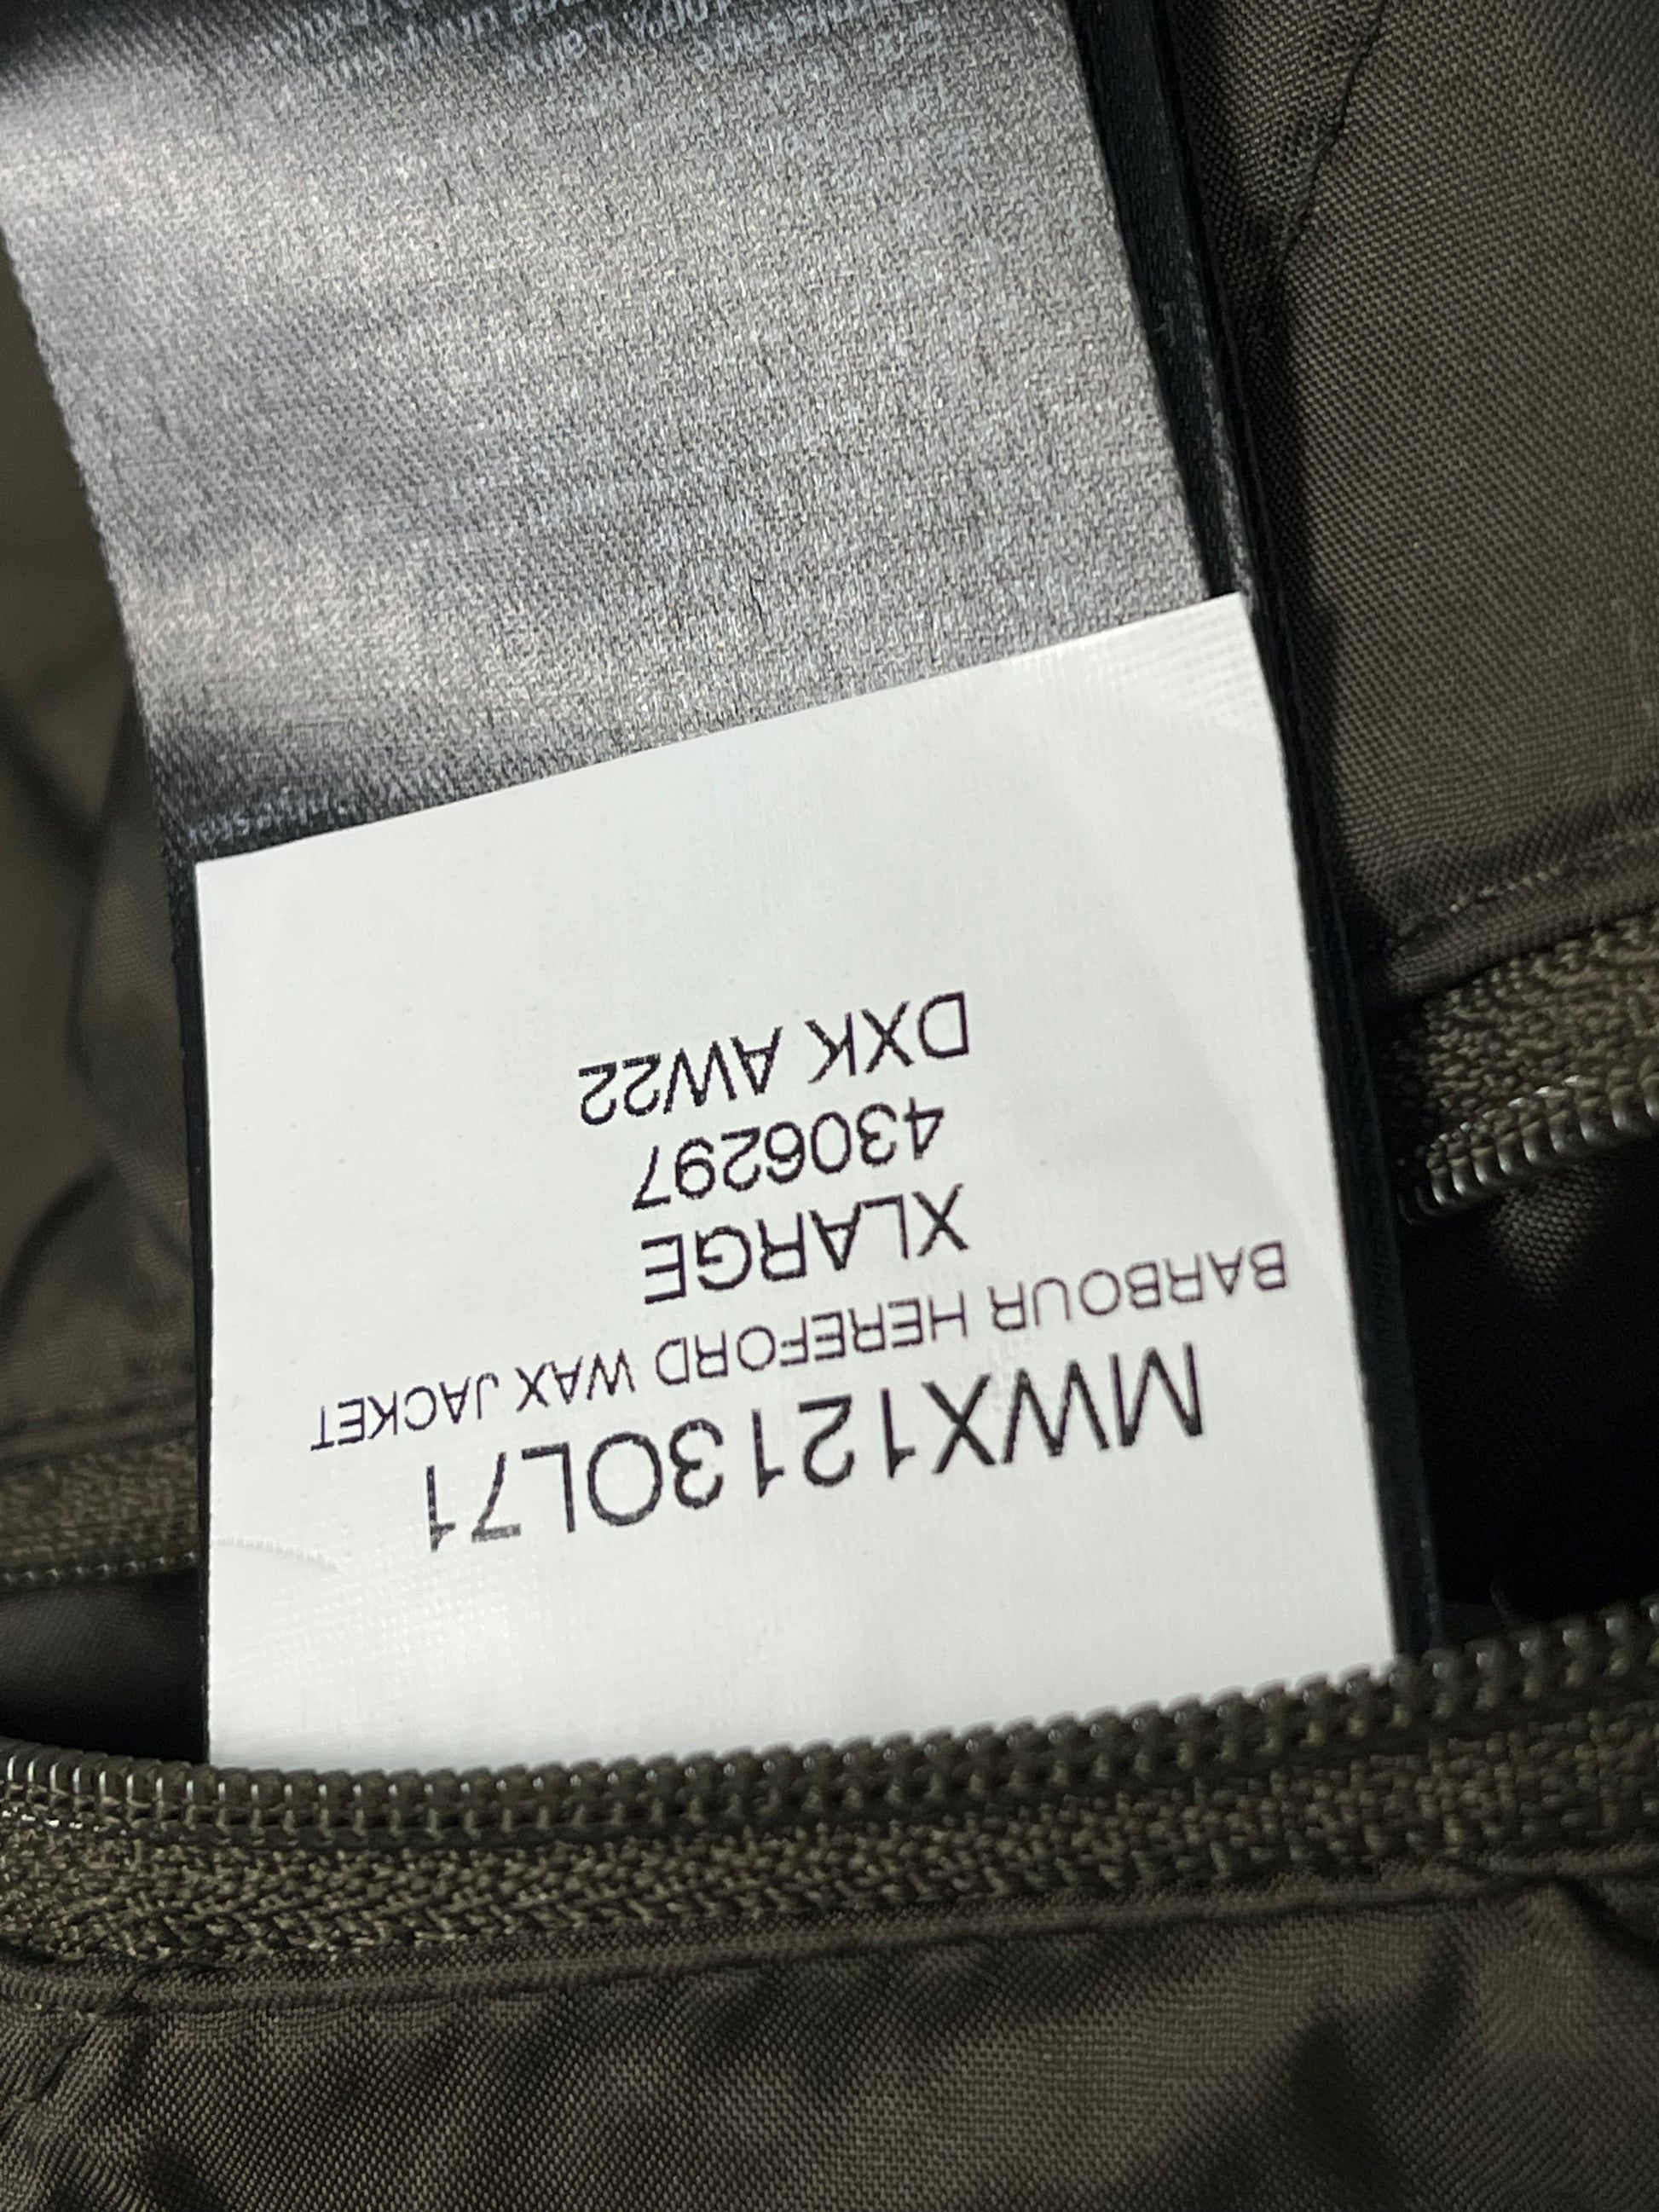 MWX1213OL71
BARBOUR HEREFORD WAX JACKET
XLARGE
4306297
DXK AW22